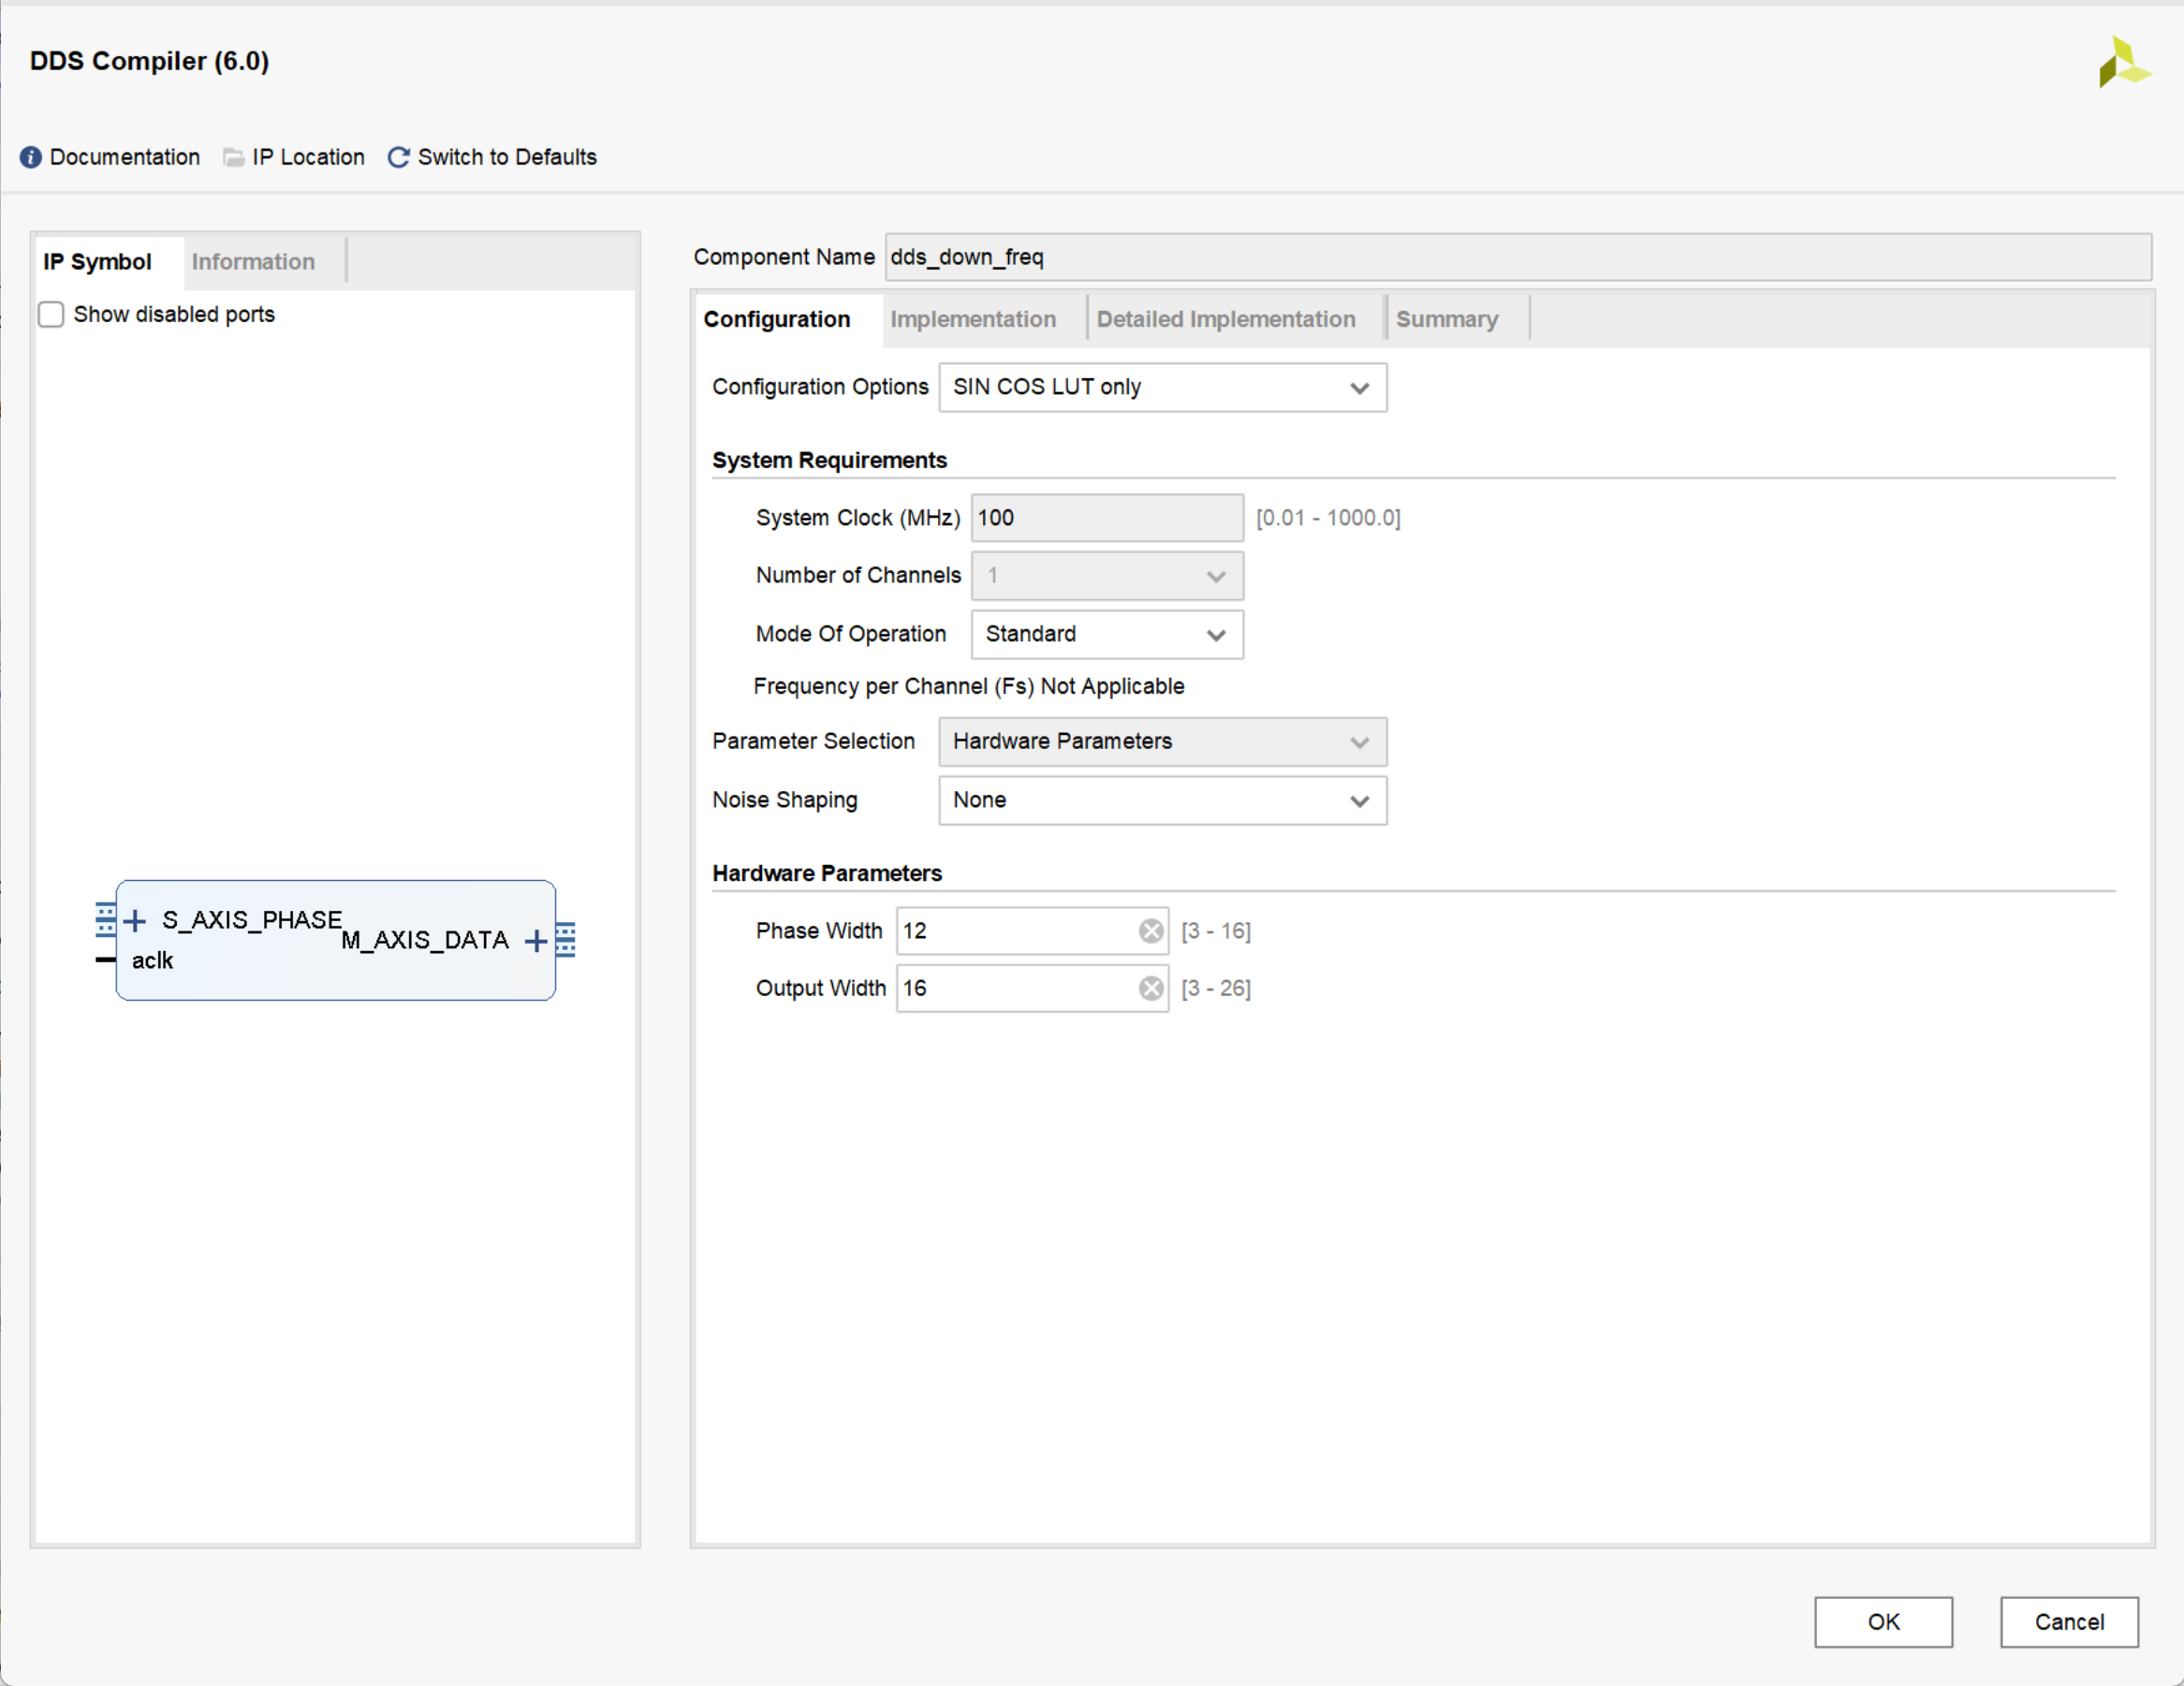 DDS Compiler (6.0)
Documentation IP Location Switch to Defaults
IP Symbol Information
Show disabled ports
S_AXIS_PHASE
M_AXIS_DATA
aclk
Component Name dds_down_freq
Configuration Implementation Detailed Implementation Summary
Configuration Options SIN COS LUT only
System Requirements
System Clock (MHz) 100 [0.01 - 1000.0]
Number of Channels 1
Mode Of Operation Standard
Frequency per Channel (Fs) Not Applicable
Parameter Selection Hardware Parameters
Noise Shaping None
Hardware Parameters
Phase Width 12 [3 - 16]
Output Width 16 [3 - 26]
OK Cancel